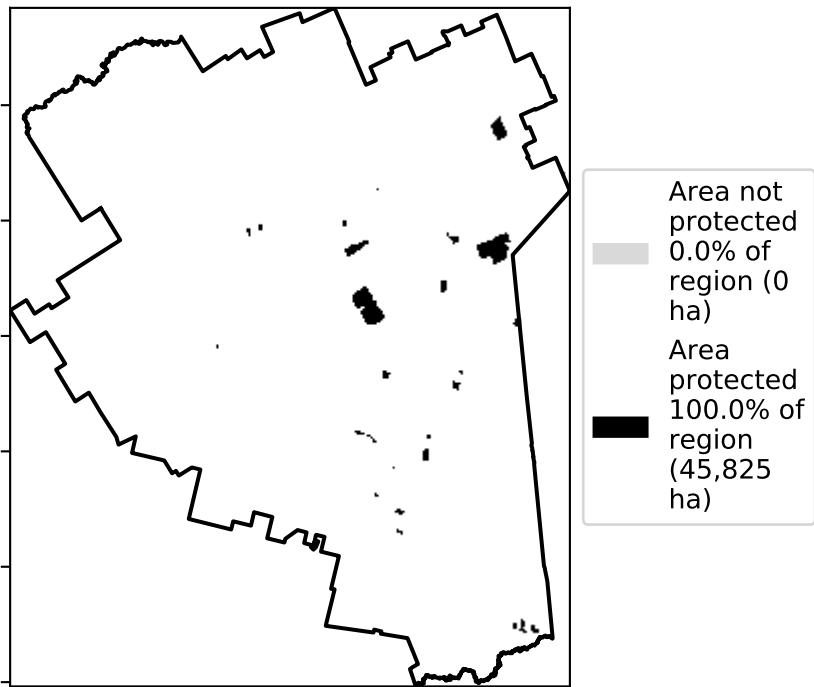 Area not
protected
0.0% of
region (0
ha)
Area
protected
100.0% of
region
(45,825
ha)